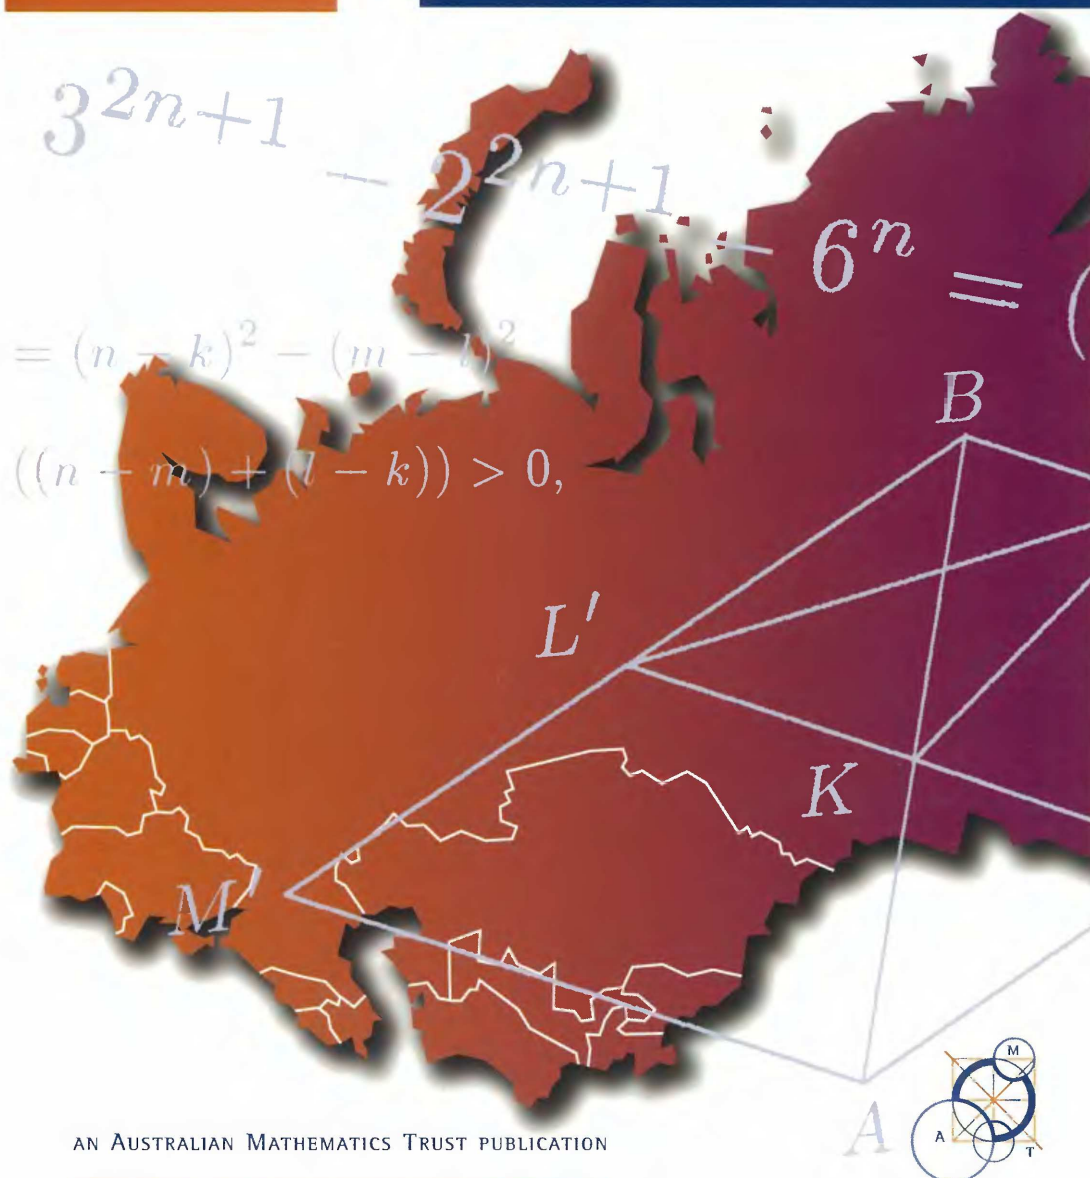 3^{2n+1} − 2^{2n+1} − 6^n = (
= (n − k)^2 − (m − l)^2
((n − m) + (l − k)) > 0,
B
L′
K
M′
A
M
A
T
AN AUSTRALIAN MATHEMATICS TRUST PUBLICATION